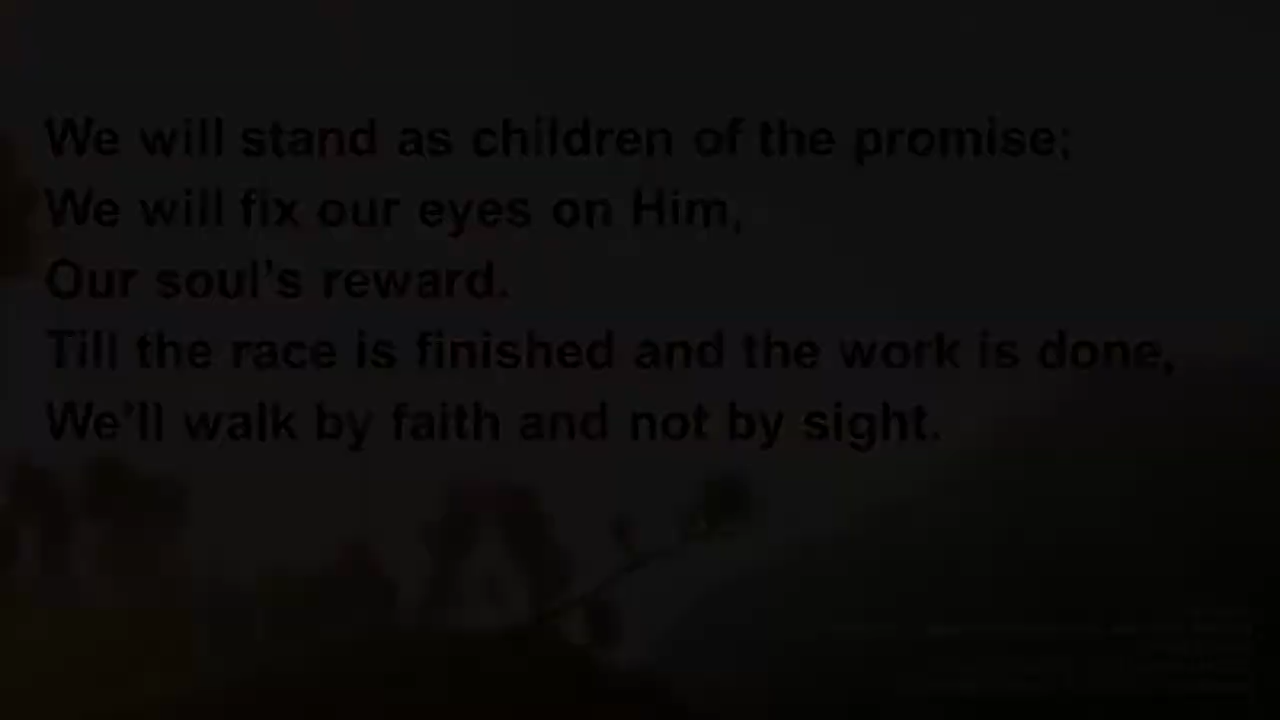 We will stand as children of the promise;
We will fix our eyes on Him,
Our soul’s reward.
Till the race is finished and the work is done,
We’ll walk by faith and not by sight.